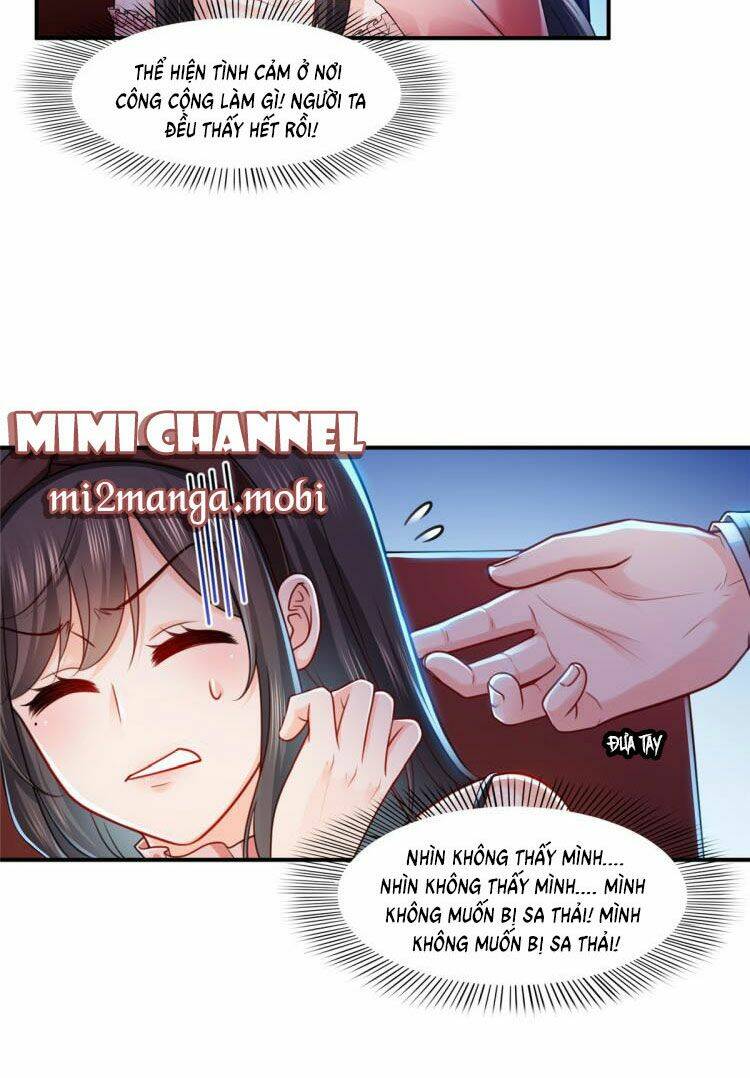 THỂ HIỆN TÌNH CẢM Ở NƠI
CÔNG CỘNG LÀM GÌ! NGƯỜI TA
ĐỀU THẤY HẾT RỒI!
MIMI CHANNEL
mi2manga.mobi
ĐƯA TAY
NHÌN KHÔNG THẤY MÌNH....
NHÌN KHÔNG THẤY MÌNH.... MÌNH
KHÔNG MUỐN BỊ SA THẢI! MÌNH
KHÔNG MUỐN BỊ SA THẢI!